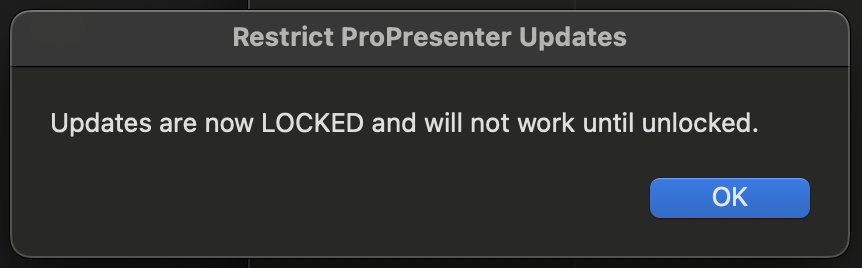 Restrict ProPresenter Updates
Updates are now LOCKED and will not work until unlocked.
OK